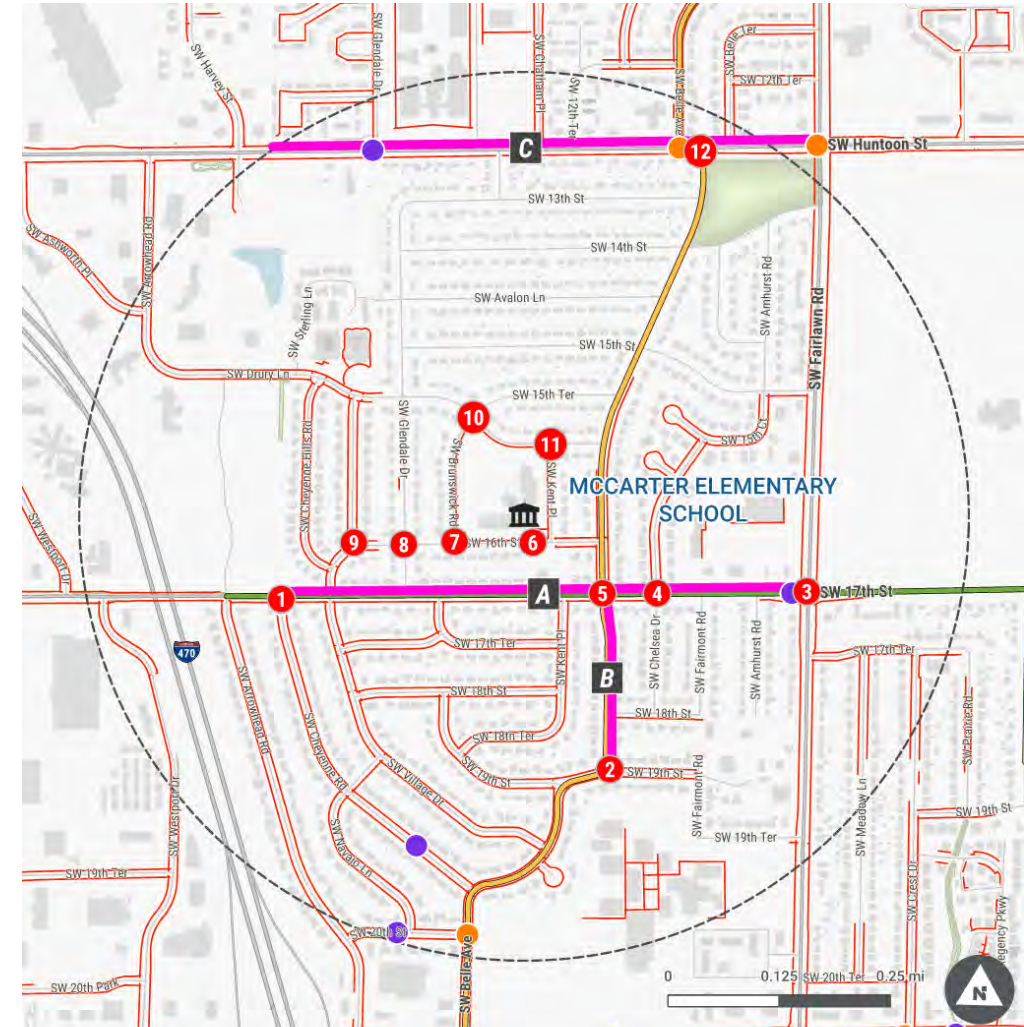 SW Glendale Dr
SW Harvey St
SW Chatham Pl
SW 12th Ter
SW Belle Ave
SW Belle Ter
SW 12th Ter
C
12
SW Huntoon St
SW Ashworth Pl
SW Arrowhead Rd
SW 13th St
SW 14th St
SW Avalon Ln
SW Sterling Ln
SW Amhurst Rd
SW Fairlawn Rd
SW 15th St
SW Drury Ln
SW 15th Ter
SW Cheyenne Hills Rd
SW Glendale Dr
10
SW Brunswick Rd
11
SW Kent Pl
SW 15th Ct
MCCARTER ELEMENTARY
SCHOOL
9
8
7
SW 16th St
6
SW Westport Dr
1
A
5
4
3
SW 17th St
470
SW 17th Ter
SW Kent Pl
SW Chelsea Dr
SW Fairmont Rd
SW Amhurst Rd
SW 17th Ter
B
SW 18th St
SW 18th St
SW Arrowhead Rd
SW Cheyenne Rd
SW 18th Ter
SW Prairie Rd
SW 19th St
2
SW 19th St
SW Village Dr
SW Fairmont Rd
SW Westport Dr
SW Navajo Ln
SW 19th Ter
SW Meadow Ln
SW 19th St
SW Crest Dr
SW 19th Ter
SW 20th St
SW Belle Ave
Regency Pkwy
SW 20th Park
0
0.125
SW 20th Ter
0.25 mi
N